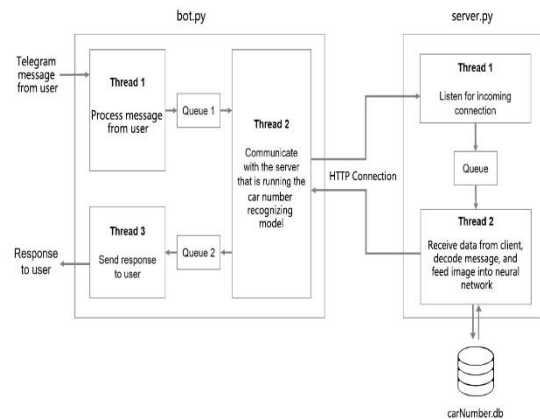 bot.py
server.py
Telegram
message
from user
Thread 1
Process message
from user
Queue 1
Thread 2
Communicate
with the server
that is running the
car number
recognizing
model
Queue 2
Thread 3
Send response
to user
Response
to user
HTTP Connection
Thread 1
Listen for incoming
connection
Queue
Thread 2
Receive data from client,
decode message, and
feed image into neural
network
carNumber.db